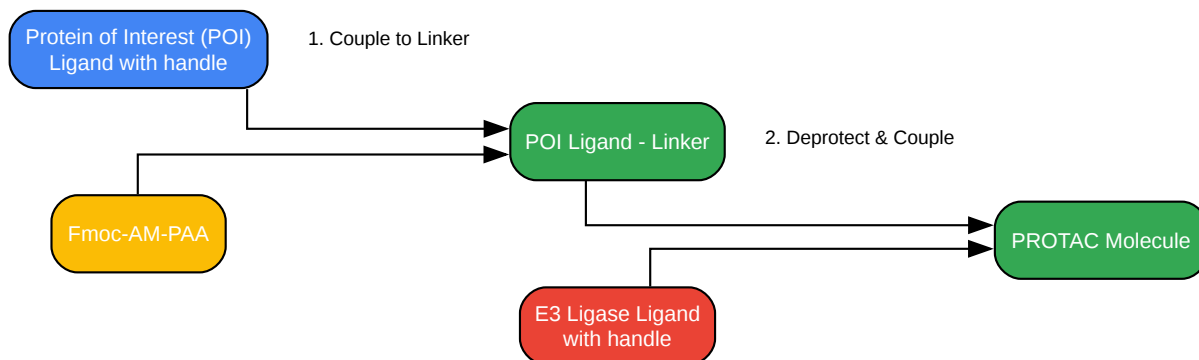 Protein of Interest (POI)
Ligand with handle
1. Couple to Linker
POI Ligand - Linker
2. Deprotect & Couple
Fmoc-AM-PAA
PROTAC Molecule
E3 Ligase Ligand
with handle